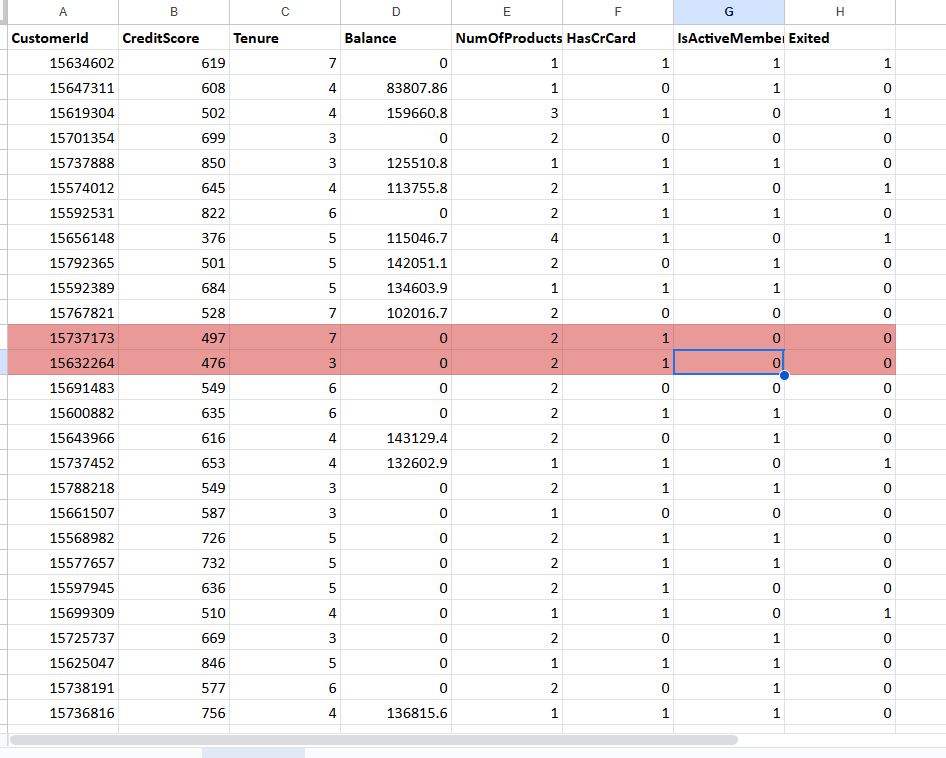 A B C D E F G H
CustomerId CreditScore Tenure Balance NumOfProducts HasCrCard IsActiveMember Exited
15634602 619 7 0 1 1 1 1
15647311 608 4 83807.86 1 0 1 0
15619304 502 4 159660.8 3 1 0 1
15701354 699 3 0 2 0 0 0
15737888 850 3 125510.8 1 1 1 0
15574012 645 4 113755.8 2 1 0 1
15592531 822 6 0 2 1 1 0
15656148 376 5 115046.7 4 1 0 1
15792365 501 5 142051.1 2 0 1 0
15592389 684 5 134603.9 1 1 1 0
15767821 528 7 102016.7 2 0 0 0
15737173 497 7 0 2 1 0 0
15632264 476 3 0 2 1 0 0
15691483 549 6 0 2 0 0 0
15600882 635 6 0 2 1 1 0
15643966 616 4 143129.4 2 0 1 0
15737452 653 4 132602.9 1 1 0 1
15788218 549 3 0 2 1 1 0
15661507 587 3 0 1 0 0 0
15568982 726 5 0 2 1 1 0
15577657 732 5 0 2 1 1 0
15597945 636 5 0 2 1 0 0
15699309 510 4 0 1 1 0 1
15725737 669 3 0 2 0 1 0
15625047 846 5 0 1 1 1 0
15738191 577 6 0 2 0 1 0
15736816 756 4 136815.6 1 1 1 0